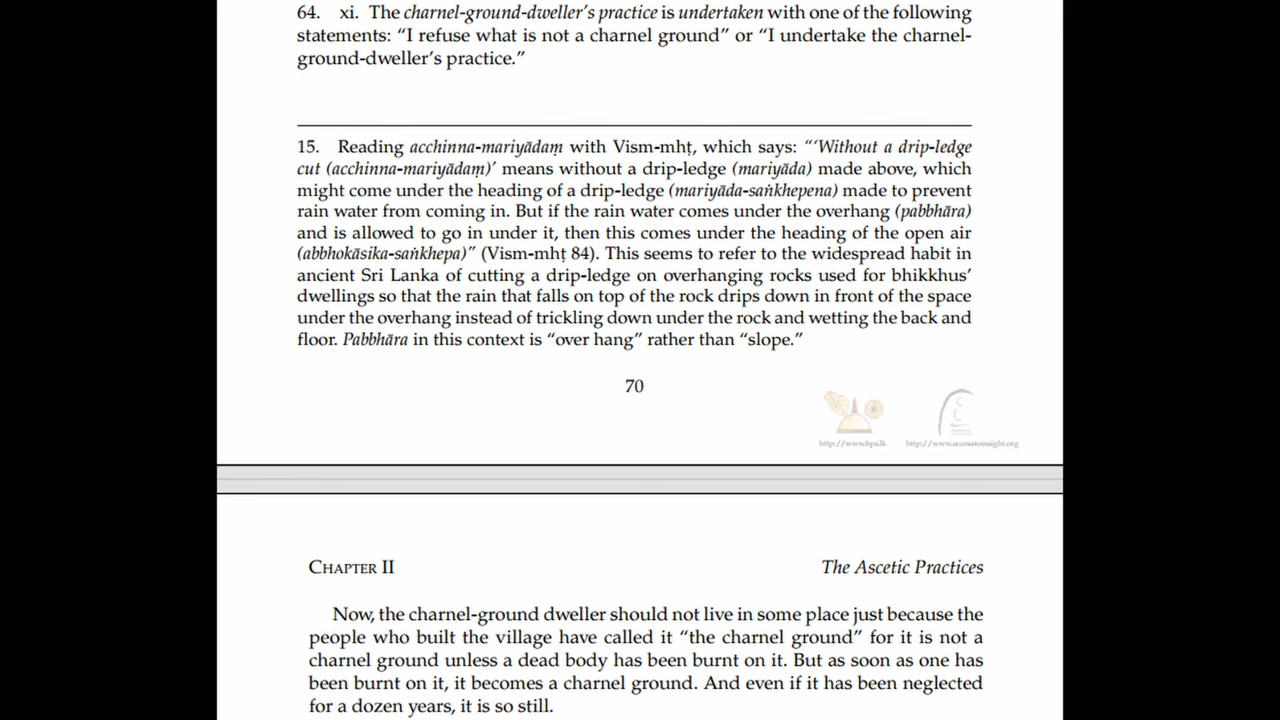 64. xi. The charnel-ground-dweller's practice is undertaken with one of the following
statements: “I refuse what is not a charnel ground” or “I undertake the charnel-
ground-dweller's practice.”
15. Reading acchinna-mariyādaṃ with Vism-mhṭ, which says: “‘Without a drip-ledge
cut (acchinna-mariyādaṃ)’ means without a drip-ledge (mariyāda) made above, which
might come under the heading of a drip-ledge (mariyāda-saṅkhepena) made to prevent
rain water from coming in. But if the rain water comes under the overhang (pabbhāra)
and is allowed to go in under it, then this comes under the heading of the open air
(abbhokāsika-saṅkhepa)” (Vism-mhṭ 84). This seems to refer to the widespread habit in
ancient Sri Lanka of cutting a drip-ledge on overhanging rocks used for bhikkhus’
dwellings so that the rain that falls on top of the rock drips down in front of the space
under the overhang instead of trickling down under the rock and wetting the back and
floor. Pabbhāra in this context is “over hang” rather than “slope.”
70
http://www.bps.lk http://www.accesstoinsight.org
CHAPTER II The Ascetic Practices
Now, the charnel-ground dweller should not live in some place just because the
people who built the village have called it “the charnel ground” for it is not a
charnel ground unless a dead body has been burnt on it. But as soon as one has
been burnt on it, it becomes a charnel ground. And even if it has been neglected
for a dozen years, it is so still.